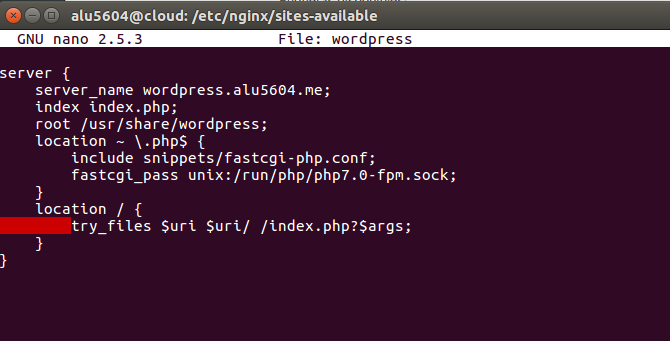 alu5604@cloud: /etc/nginx/sites-available
GNU nano 2.5.3 File: wordpress
server {
server_name wordpress.alu5604.me;
index index.php;
root /usr/share/wordpress;
location ~ \.php$ {
include snippets/fastcgi-php.conf;
fastcgi_pass unix:/run/php/php7.0-fpm.sock;
}
location / {
try_files $uri $uri/ /index.php?$args;
}
}